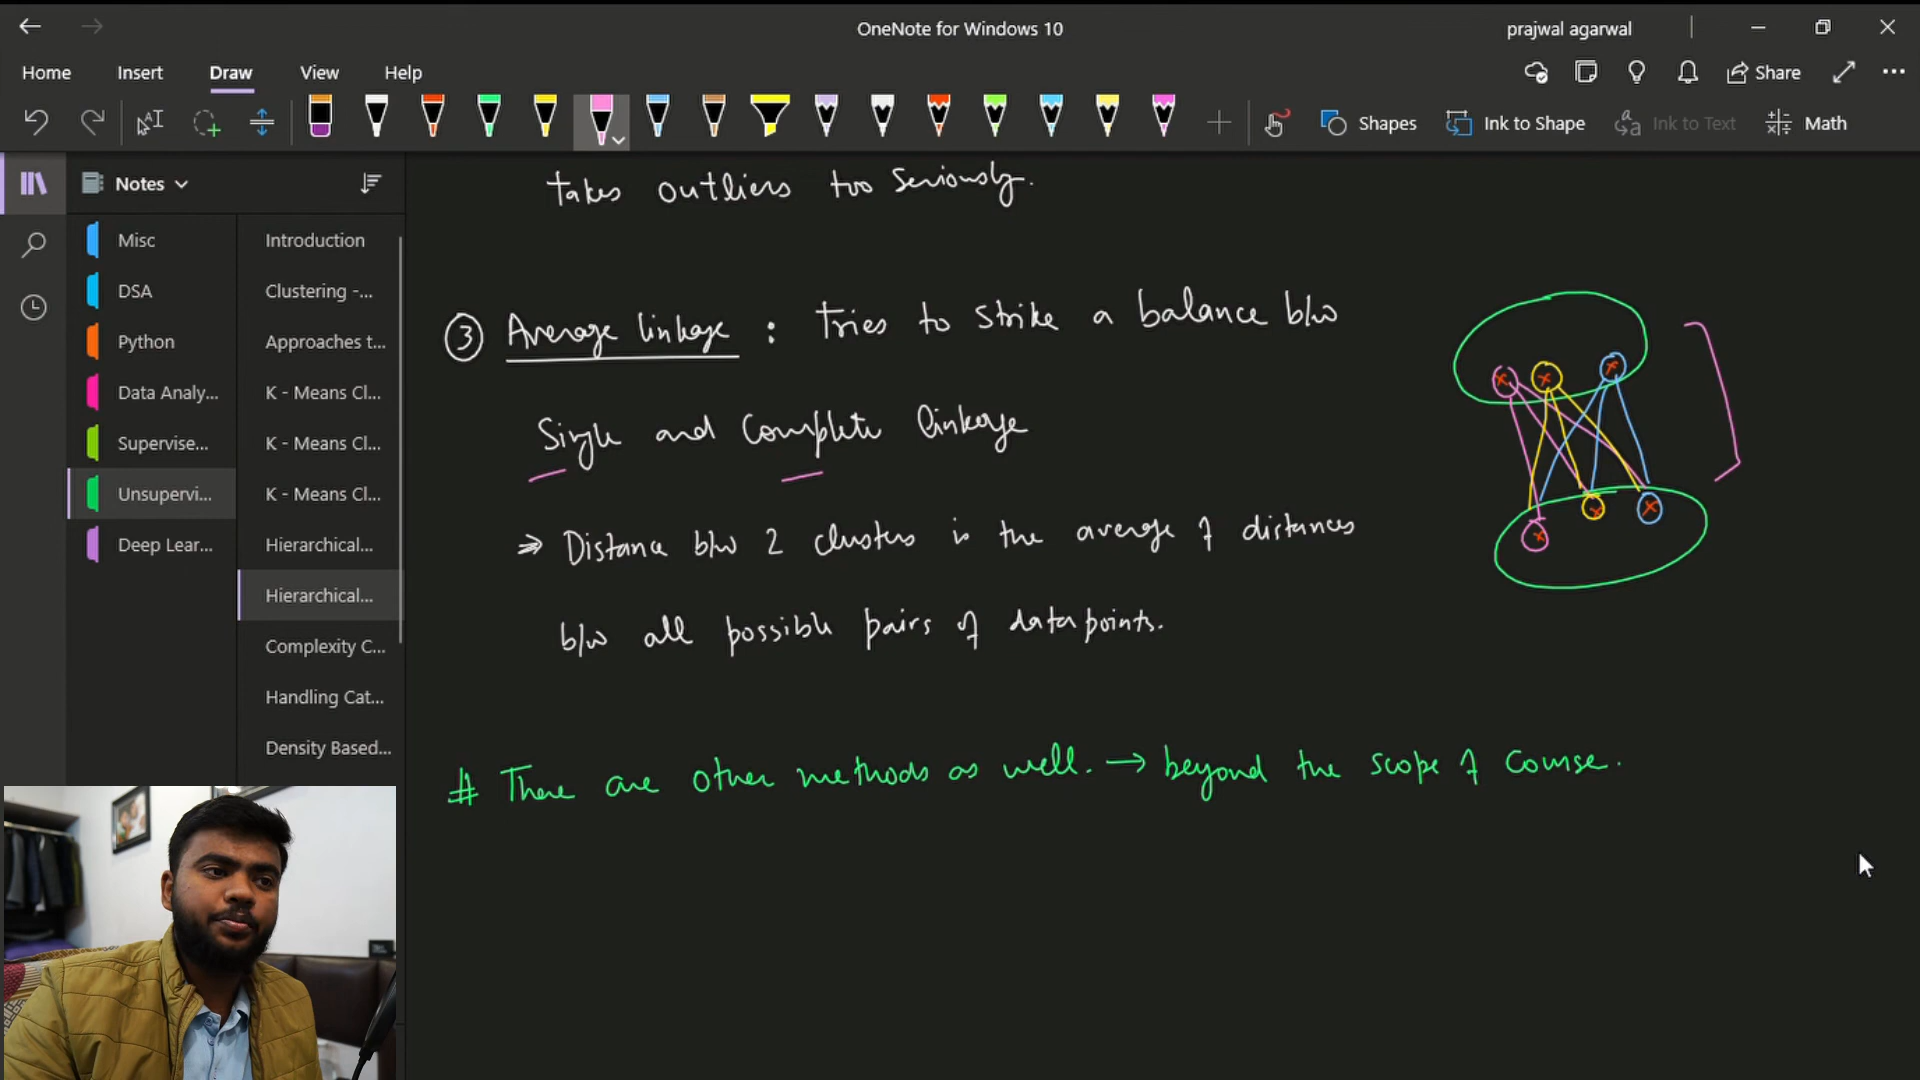 OneNote for Windows 10
prajwal agarwal
Home Insert Draw View Help
Share
Shapes Ink to Shape Ink to Text Math
Notes
Misc
DSA
Python
Data Analy...
Supervise...
Unsupervi...
Deep Lear...
Introduction
Clustering -...
Approaches t...
K - Means Cl...
K - Means Cl...
K - Means Cl...
Hierarchical...
Hierarchical...
Complexity C...
Handling Cat...
Density Based...
takes outliers too seriously.
③ Average linkage : Tries to strike a balance b/w
Single and Complete linkage
⇒ Distance b/w 2 clusters is the average of distances
b/w all possible pairs of datapoints.
# There are other methods as well. → beyond the scope of course.